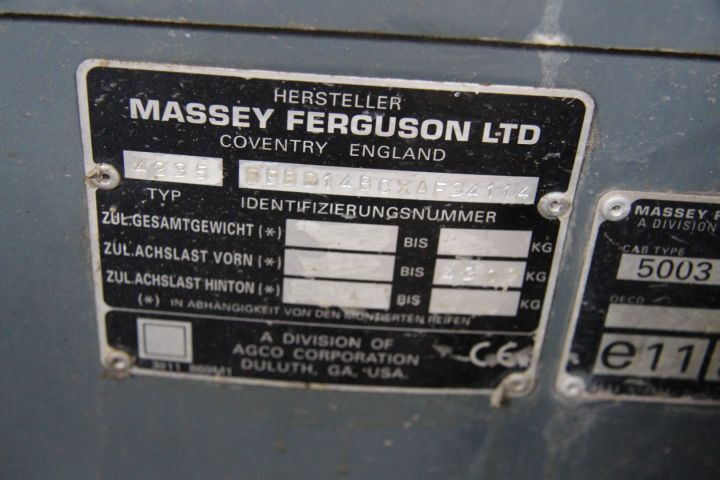 HERSTELLER
MASSEY FERGUSON LTD
COVENTRY ENGLAND
4235
TYP
IDENTIFIZIERUNGSNUMMER
ZUL.GESAMTGEWICHT (*) BIS KG
ZUL.ACHSLAST VORN (*) BIS
ZUL.ACHSLAST HINTON (*) BIS KG
(*) IN ABHÄNGIGKEIT VON DEN MONTIERTEN REIFEN
A DIVISION OF
AGCO CORPORATION
DULUTH, GA, USA.
CE
MASSEY
A DIVISION
CAB TYPE
5003
OECD
e11